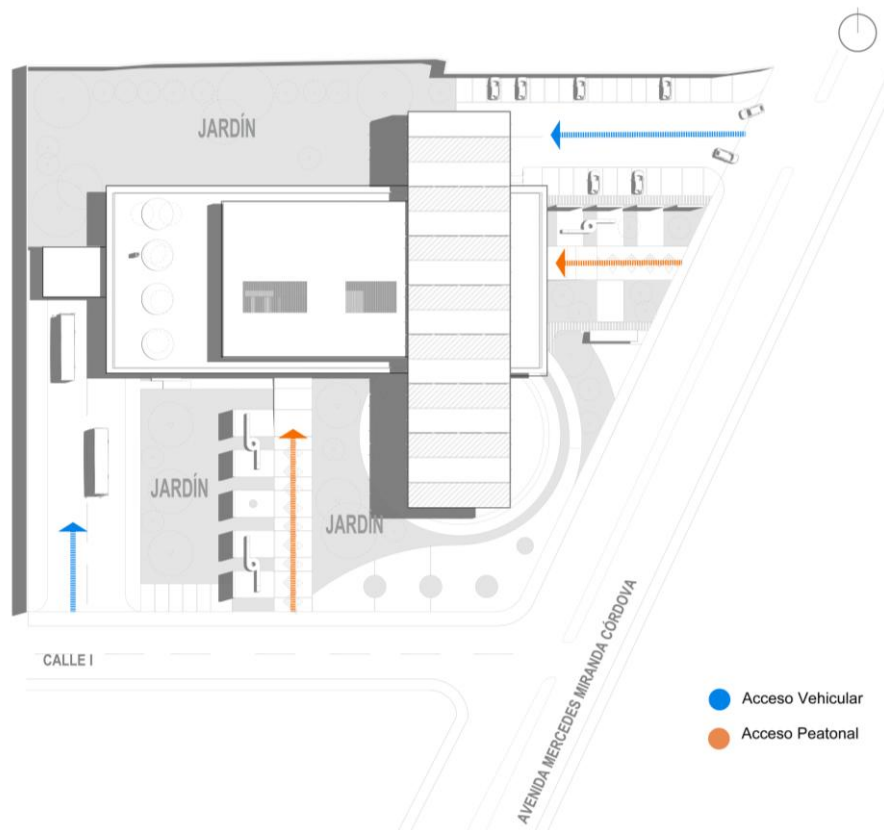 JARDÍN
JARDÍN
JARDÍN
CALLE I
AVENIDA MERCEDES MIRANDA CÓRDOVA
Acceso Vehicular
Acceso Peatonal